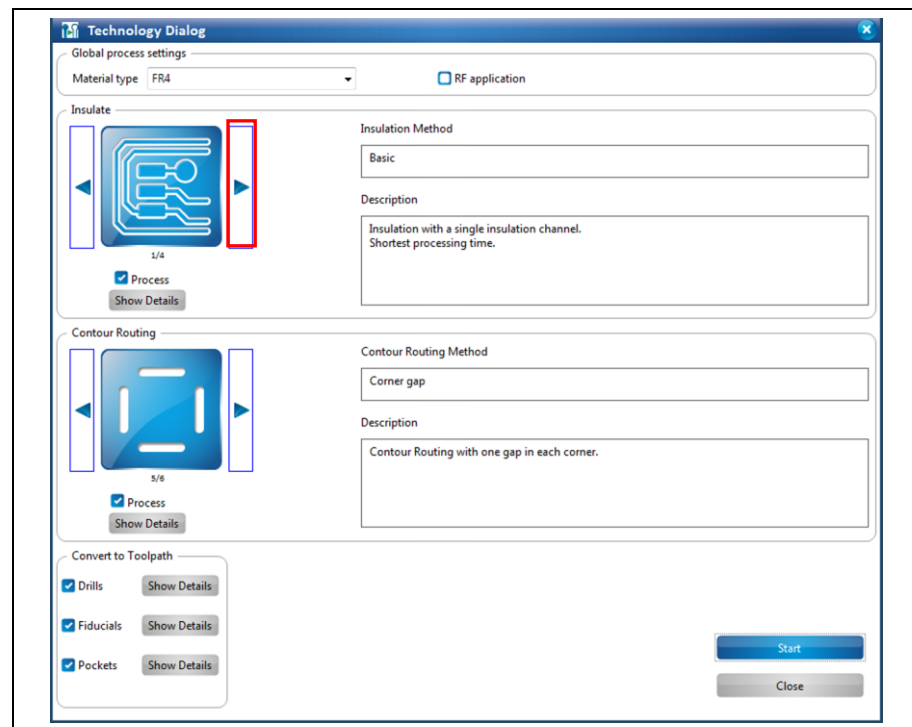 Technology Dialog
Global process settings
Material type FR4
RF application
Insulate
Insulation Method
Basic
Description
Insulation with a single insulation channel.
Shortest processing time.
1/4
Process
Show Details
Contour Routing
Contour Routing Method
Corner gap
Description
Contour Routing with one gap in each corner.
5/6
Process
Show Details
Convert to Toolpath
Drills Show Details
Fiducials Show Details
Pockets Show Details
Start
Close